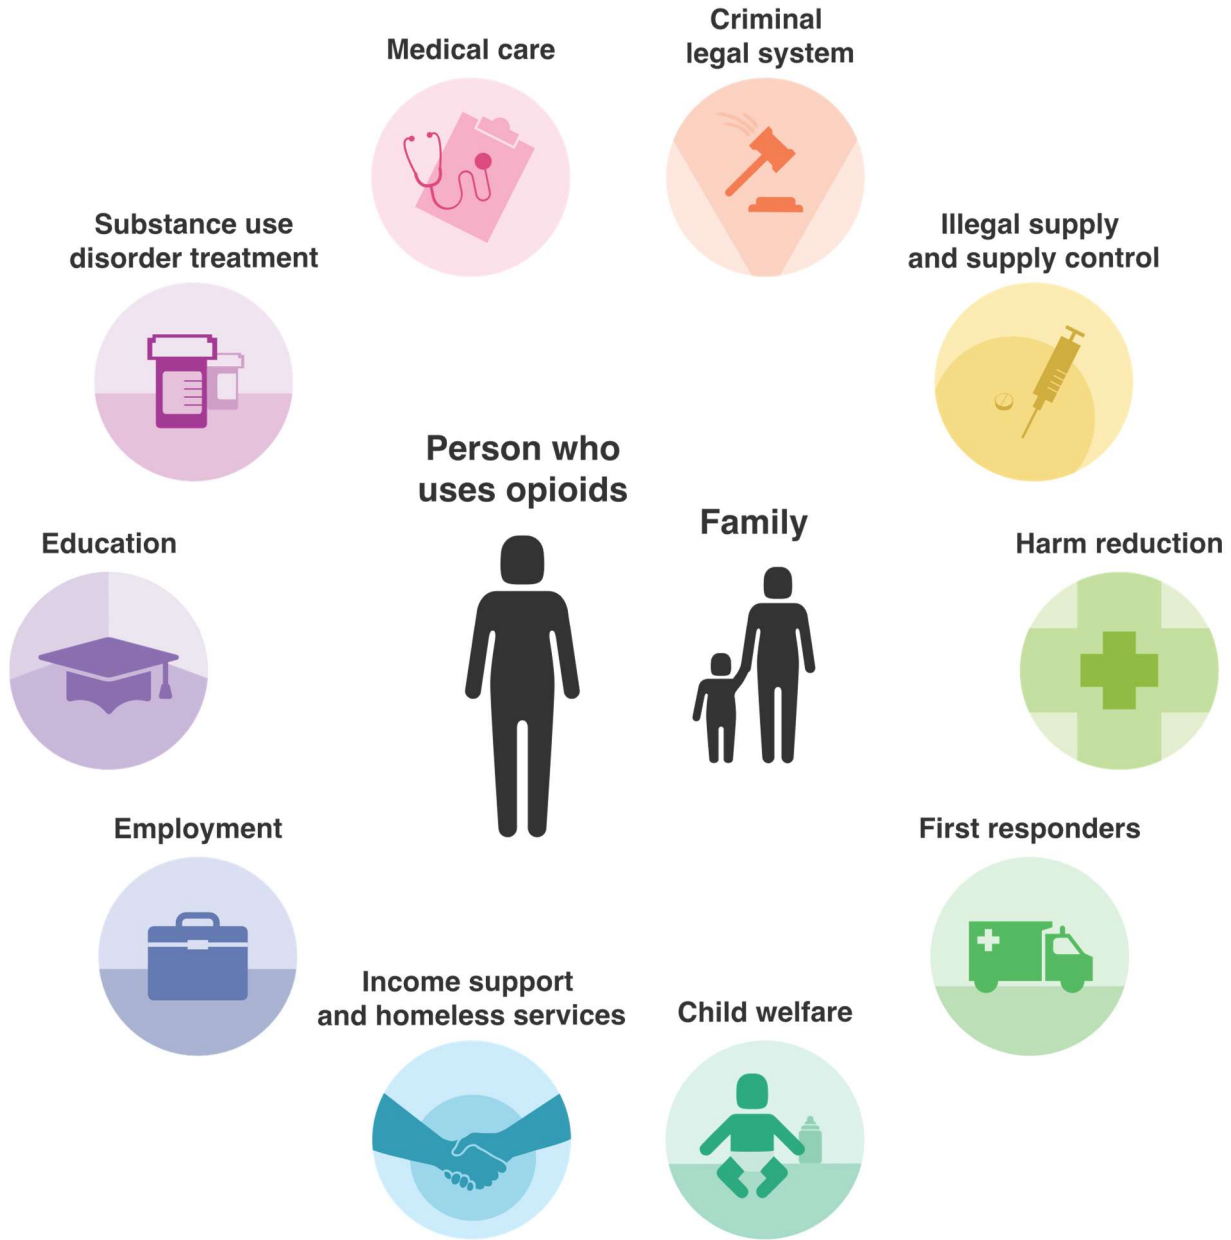 Criminal
legal system
Medical care
Substance use
disorder treatment
Illegal supply
and supply control
Person who
uses opioids
Family
Education
Harm reduction
Employment
First responders
Income support
and homeless services
Child welfare